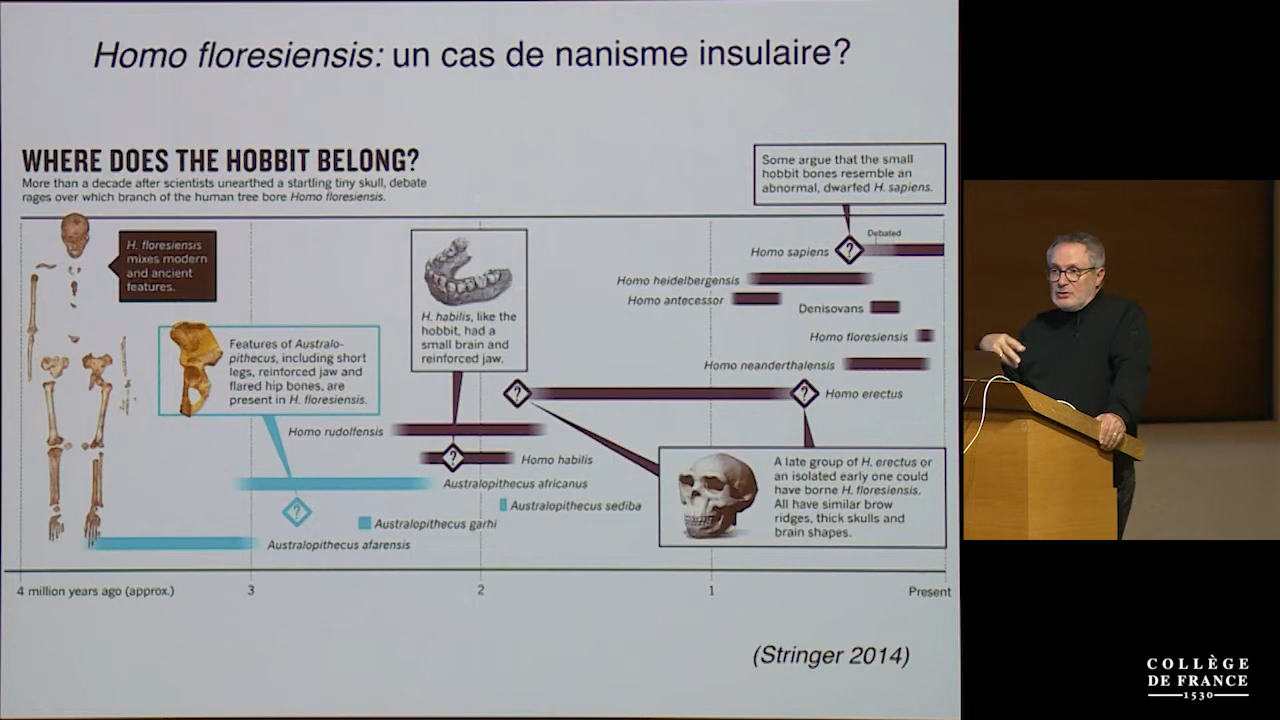 Homo floresiensis: un cas de nanisme insulaire?
WHERE DOES THE HOBBIT BELONG?
More than a decade after scientists unearthed a startling tiny skull, debate
rages over which branch of the human tree bore Homo floresiensis.
Some argue that the small
hobbit bones resemble an
abnormal, dwarfed H. sapiens.
H. floresiensis
mixes modern
and ancient
features.
H. habilis, like the
hobbit, had a
small brain and
reinforced jaw.
Features of Australo-
pithecus, including short
legs, reinforced jaw and
flared hip bones, are
present in H. floresiensis.
Debated
Homo sapiens
?
Homo heidelbergensis
Homo antecessor
Denisovans
Homo floresiensis
Homo neanderthalensis
?
?
Homo erectus
Homo rudolfensis
?
Homo habilis
Australopithecus africanus
Australopithecus sediba
?
Australopithecus garhi
Australopithecus afarensis
A late group of H. erectus or
an isolated early one could
have borne H. floresiensis.
All have similar brow
ridges, thick skulls and
brain shapes.
4 million years ago (approx.)
3
2
1
Present
(Stringer 2014)
COLLÈGE
DE FRANCE
1530